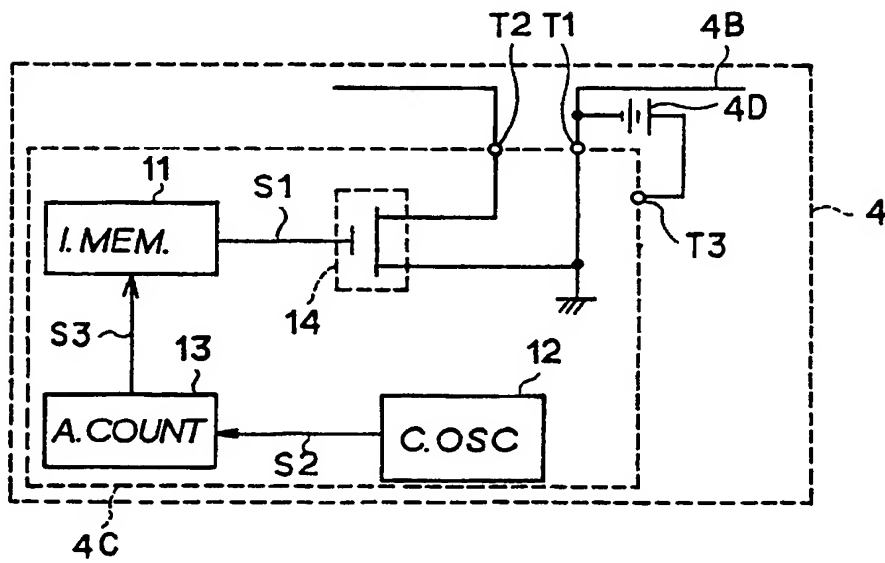 T2 T1 4B
4D
11
S1
I. MEM.
4
T3
14
S3
13
12
A. COUNT
S2
C. OSC
4C